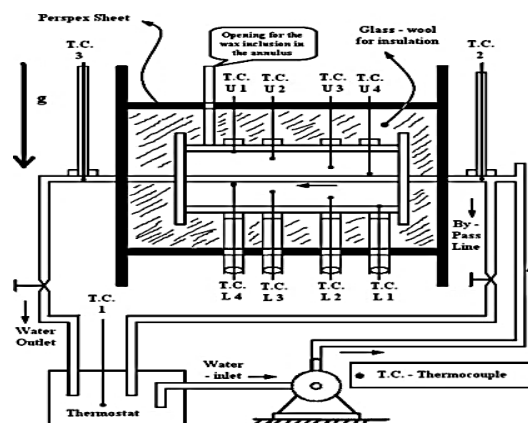 Perspex Sheet
Opening for the
wax inclusion in
the annulus
Glass - wool
for insulation
T.C.
3
T.C.
U 1
T.C.
U 2
T.C.
U 3
T.C.
U 4
T.C.
2
g
By -
Pass
Line
T.C.
L 4
T.C.
L 3
T.C.
L 2
T.C.
L 1
T.C.
1
Water
Outlet
Water
- inlet
T.C. - Thermocouple
Thermostat